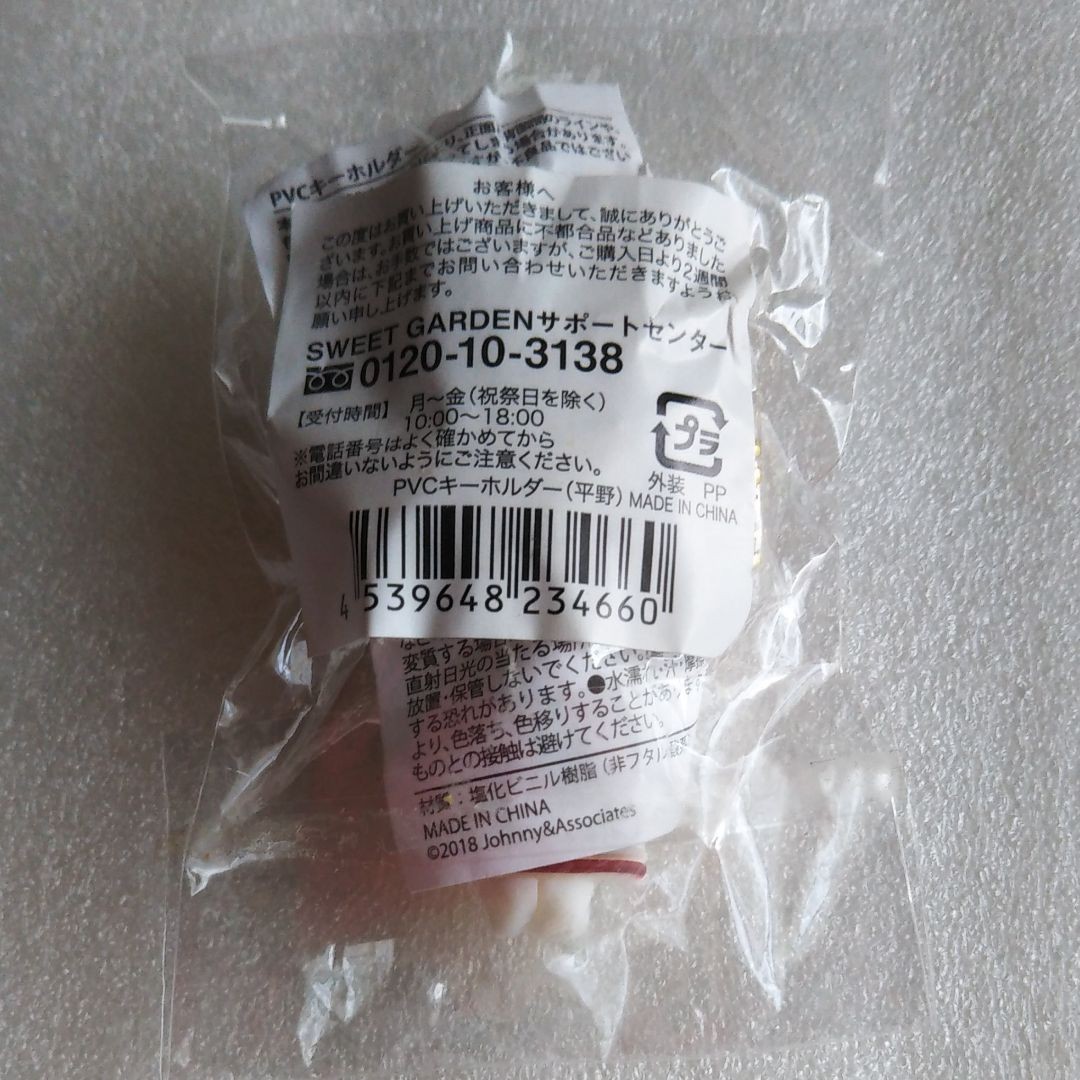 PVCキーホルダー
お客様へ
この度はお買い上げいただきまして、誠にありがとうご
ざいます。お買い上げ商品に不都合品などありました
場合は、お手数ではございますが、ご購入日より2週間
以内に下記までお問い合わせいただきますよう
願い申し上げます。
SWEET GARDENサポートセンター
0120-10-3138
【受付時間】 月〜金(祝祭日を除く)
10:00〜18:00
※電話番号はよく確かめてから
お間違いないようにご注意ください。
プラ
外装 PP
PVCキーホルダー(平野) MADE IN CHINA
4 539648 234660
変質する場合
直射日光の当たる場所
放置・保管しないでください。
する恐れがあります。●水濡れ・汗・摩擦
より、色落ち、色移りすることがあります
ものとの接触は避けてください。
材質:塩化ビニル樹脂(非フタル酸
MADE IN CHINA
©2018 Johnny&Associates